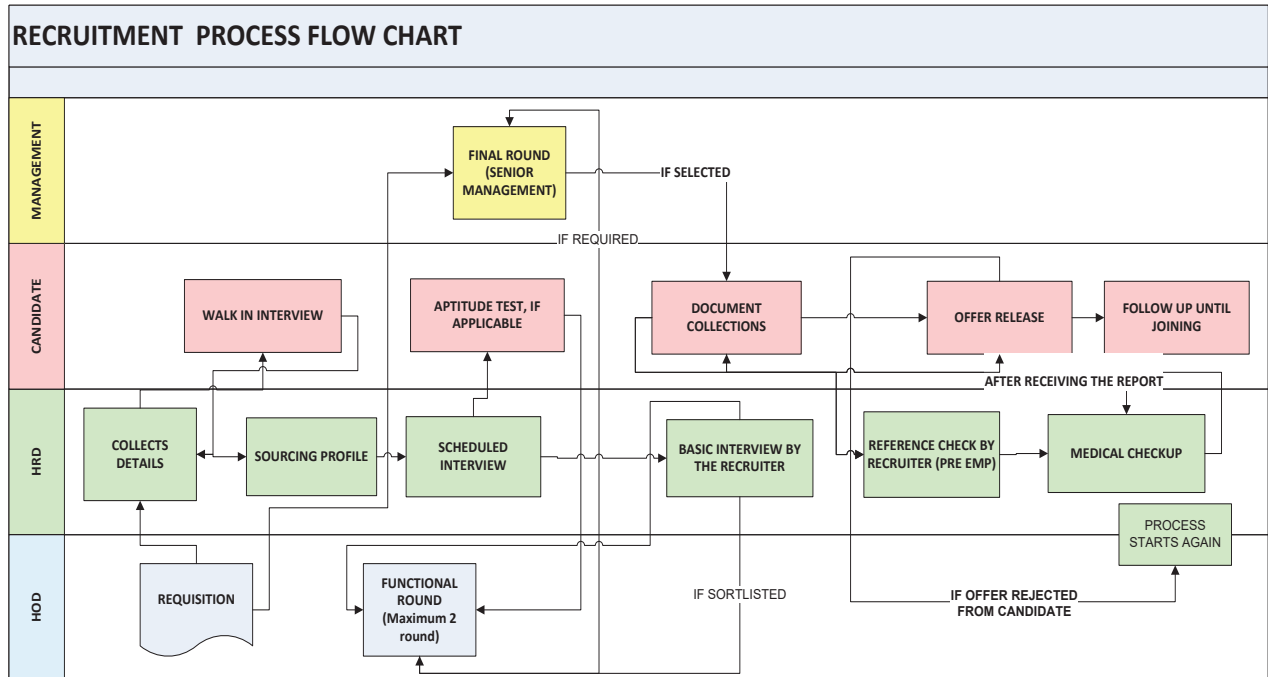 RECRUITMENT PROCESS FLOW CHART
MANAGEMENT
FINAL ROUND
(SENIOR
MANAGEMENT)
IF SELECTED
IF REQUIRED
CANDIDATE
WALK IN INTERVIEW
APTITUDE TEST, IF
APPLICABLE
DOCUMENT
COLLECTIONS
OFFER RELEASE
FOLLOW UP UNTIL
JOINING
AFTER RECEIVING THE REPORT
HRD
COLLECTS
DETAILS
SOURCING PROFILE
SCHEDULED
INTERVIEW
BASIC INTERVIEW BY
THE RECRUITER
REFERENCE CHECK BY
RECRUITER (PRE EMP)
MEDICAL CHECKUP
PROCESS
STARTS AGAIN
HOD
REQUISITION
FUNCTIONAL
ROUND
(Maximum 2
round)
IF SORTLISTED
IF OFFER REJECTED
FROM CANDIDATE